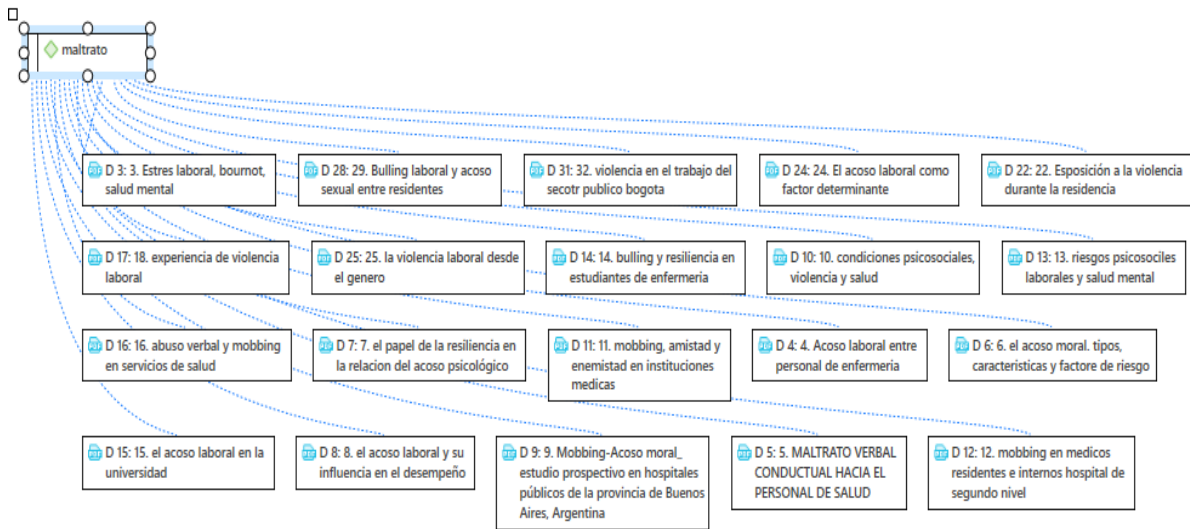 maltrato
D 3: 3. Estres laboral, bournot,
salud mental
D 28: 29. Bulling laboral y acoso
sexual entre residentes
D 31: 32. violencia en el trabajo del
secotr publico bogota
D 24: 24. El acoso laboral como
factor determinante
D 22: 22. Esposición a la violencia
durante la residencia
D 17: 18. experiencia de violencia
laboral
D 25: 25. la violencia laboral desde
el genero
D 14: 14. bulling y resiliencia en
estudiantes de enfermeria
D 10: 10. condiciones psicosociales,
violencia y salud
D 13: 13. riesgos psicosociles
laborales y salud mental
D 16: 16. abuso verbal y mobbing
en servicios de salud
D 7: 7. el papel de la resiliencia en
la relacion del acoso psicológico
D 11: 11. mobbing, amistad y
enemistad en instituciones
medicas
D 4: 4. Acoso laboral entre
personal de enfermeria
D 6: 6. el acoso moral. tipos,
caracteristicas y factore de riesgo
D 15: 15. el acoso laboral en la
universidad
D 8: 8. el acoso laboral y su
influencia en el desempeño
D 9: 9. Mobbing-Acoso moral_
estudio prospectivo en hospitales
públicos de la provincia de Buenos
Aires, Argentina
D 5: 5. MALTRATO VERBAL
CONDUCTUAL HACIA EL
PERSONAL DE SALUD
D 12: 12. mobbing en medicos
residentes e internos hospital de
segundo nivel